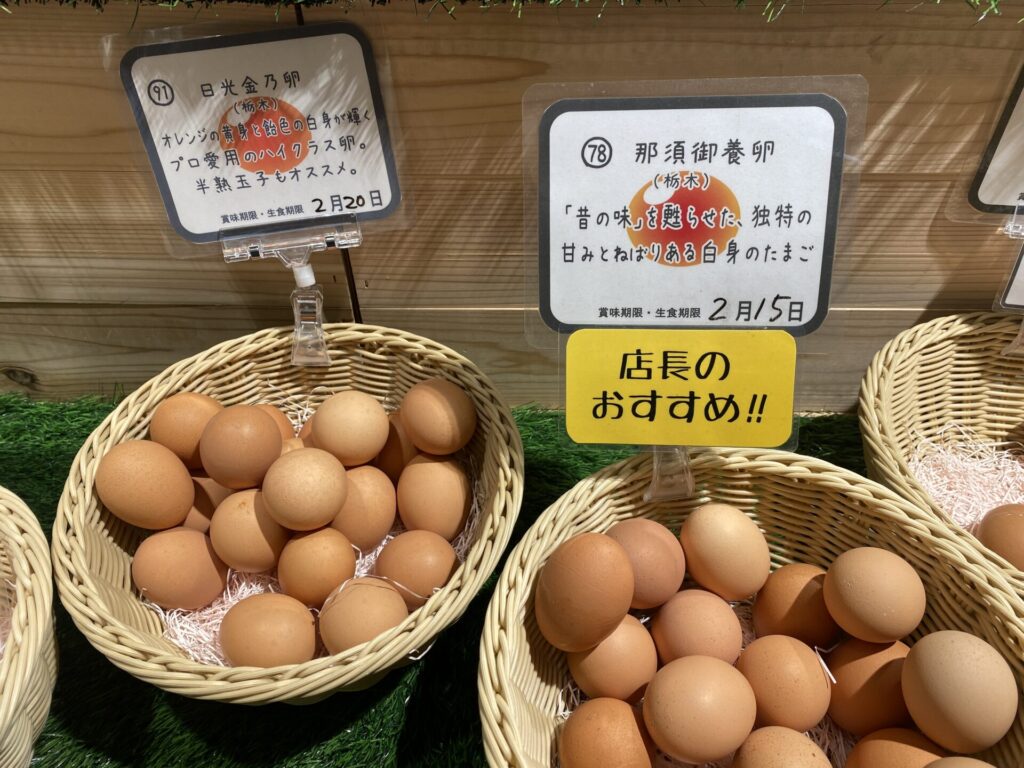 91 日光金乃卵
(栃木)
オレンジの黄身と飴色の白身が輝く
プロ愛用のハイクラス卵。
半熟玉子もオススメ。
賞味期限・生食期限 2月20日
78 那須御養卵
(栃木)
「昔の味」を甦らせた、独特の
甘みとねばりある白身のたまご
賞味期限・生食期限 2月15日
店長の
おすすめ!!